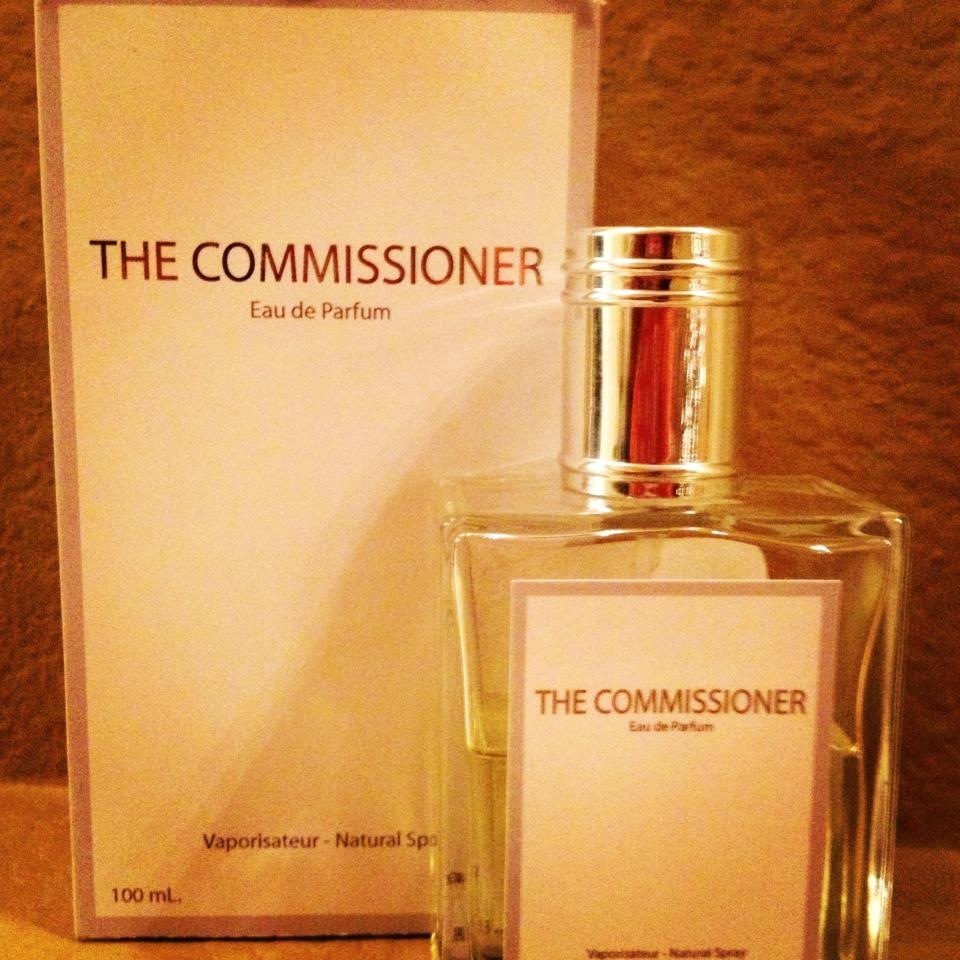 THE COMMISSIONER
Eau de Parfum
Vaporisateur - Natural
100 mL.
THE COMMISSIONER
Eau de Parfum
Vaporisateur - Natural Spray